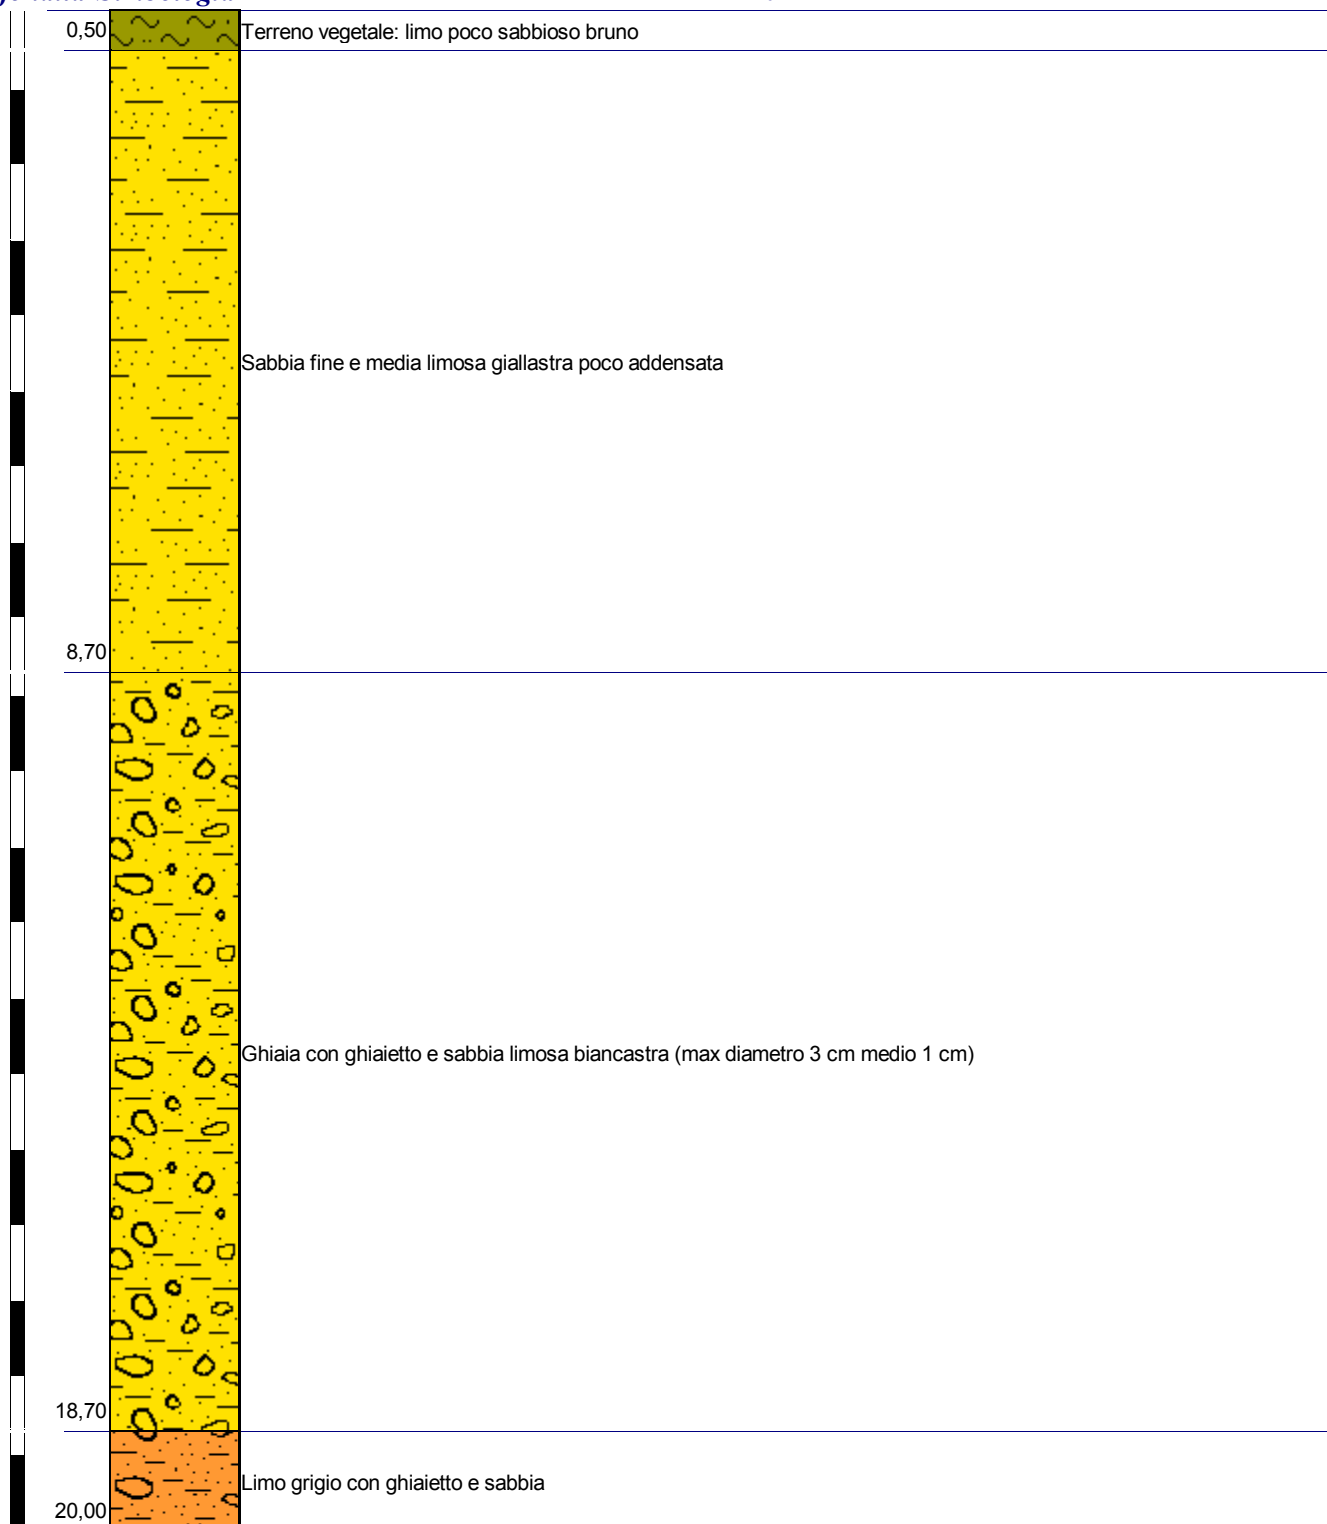 0,50 Terreno vegetale: limo poco sabbioso bruno
Sabbia fine e media limosa giallastra poco addensata
8,70
Ghiaia con ghiaietto e sabbia limosa biancastra (max diametro 3 cm medio 1 cm)
18,70
Limo grigio con ghiaietto e sabbia
20,00